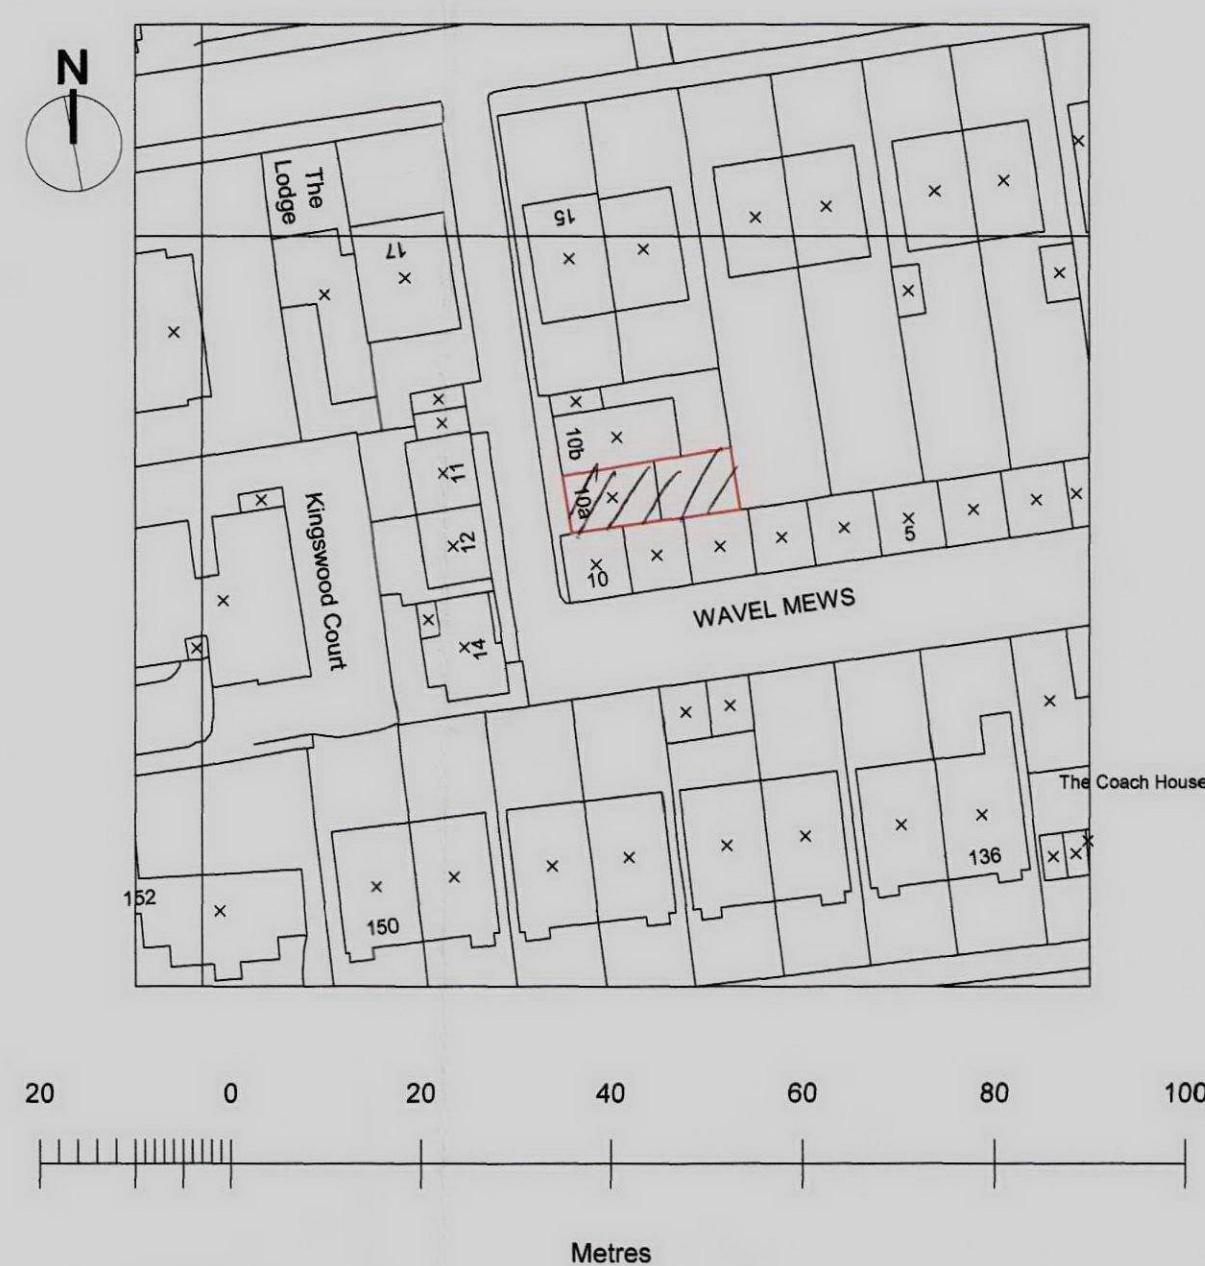 N
The
Lodge
17
15
10b
10a
11
12
Kingswood Court
5
10
WAVEL MEWS
14
The Coach House
136
152
150
20 0 20 40 60 80 100
Metres